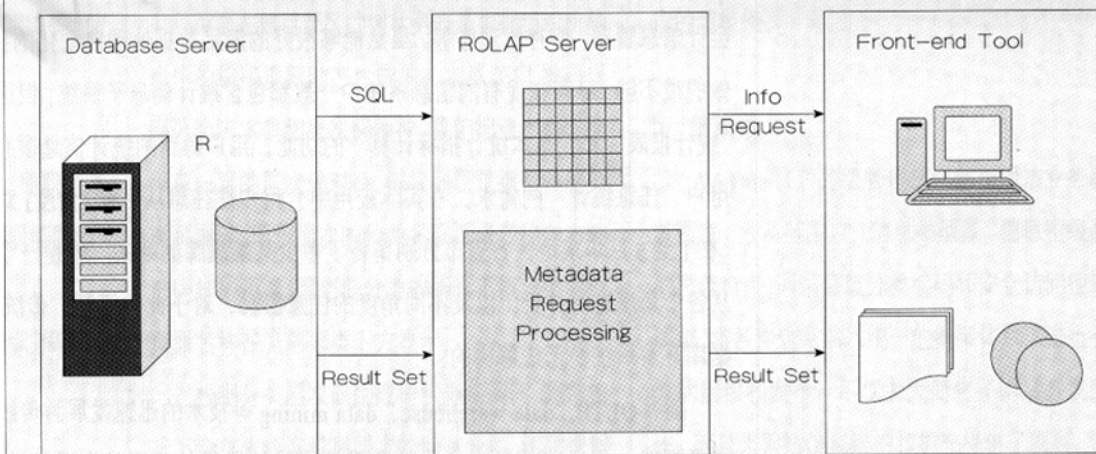 Database Server
R
SQL
Result Set
ROLAP Server
Metadata
Request
Processing
Info
Request
Result Set
Front-end Tool